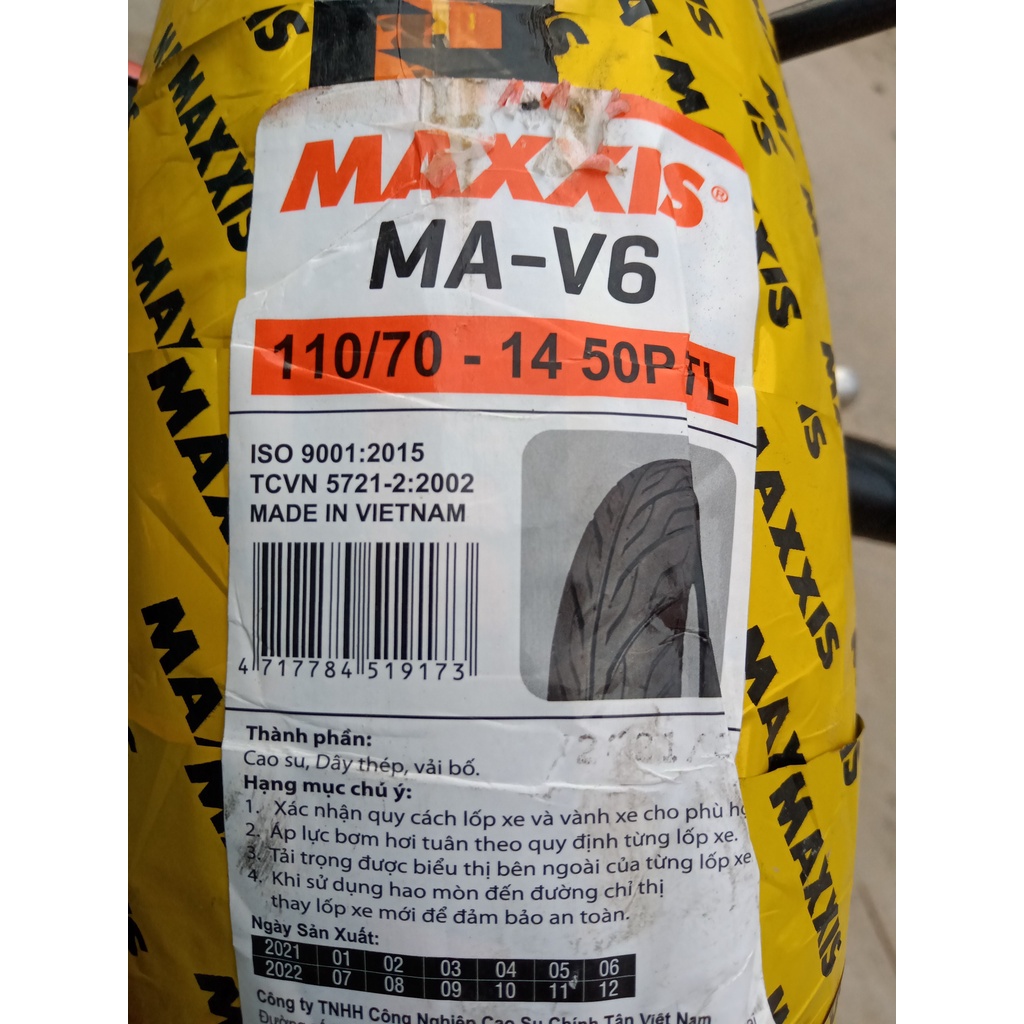 MAXXIS®
MA-V6
110/70 - 14 50P TL
ISO 9001:2015
TCVN 5721-2:2002
MADE IN VIETNAM
4 717784 519173
Thành phần:
Cao su, Dây thép, vải bố.
Hạng mục chú ý:
1. Xác nhận quy cách lốp xe và vành xe cho phù
2. Áp lực bơm hơi tuân theo quy định từng lốp xe.
3. Tải trọng được biểu thị bên ngoài của từng lốp xe
4. Khi sử dụng hao mòn đến đường chỉ thị
thay lốp xe mới để đảm bảo an toàn.
Ngày Sản Xuất:
2021 01 02 03 04 05 06
2022 07 08 09 10 11 12
Công ty TNHH Công Nghiệp Cao Su Chính Tân Việt Nam
MAXXIS
MAXXIS
MAXXIS
MAXXIS